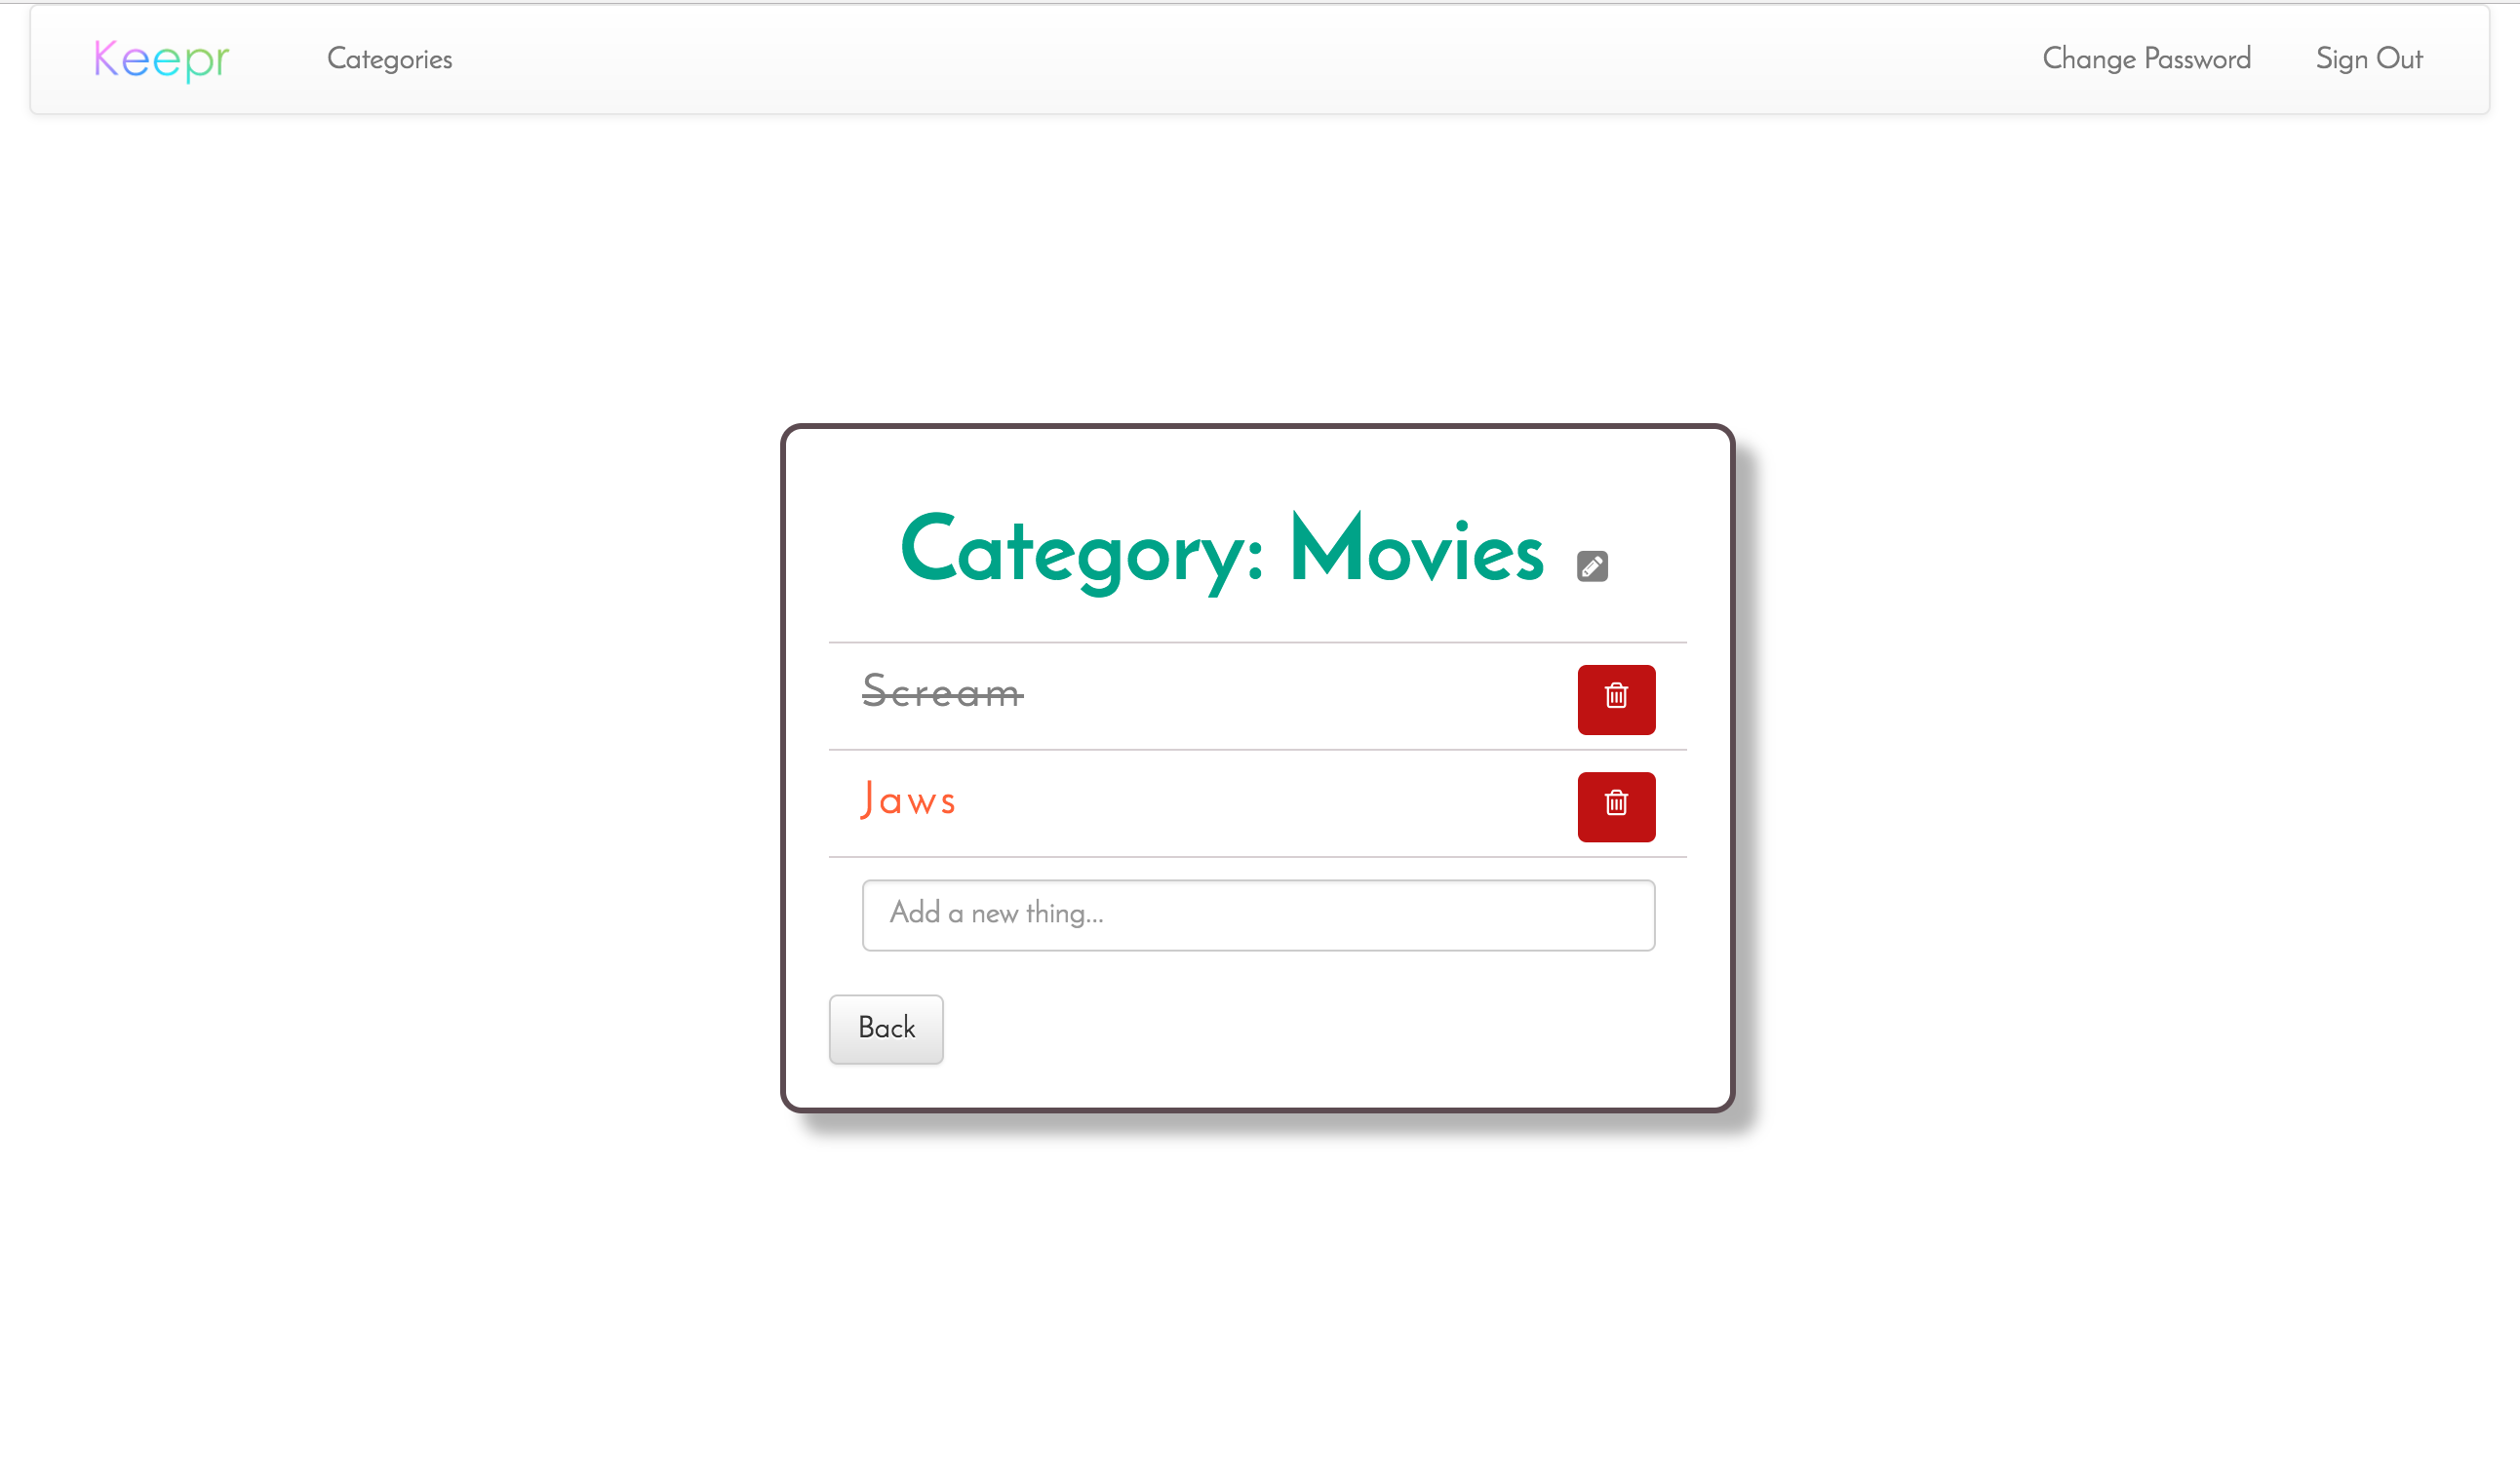 Keepr Categories Change Password Sign Out
Category: Movies
Scream
Jaws
Add a new thing...
Back